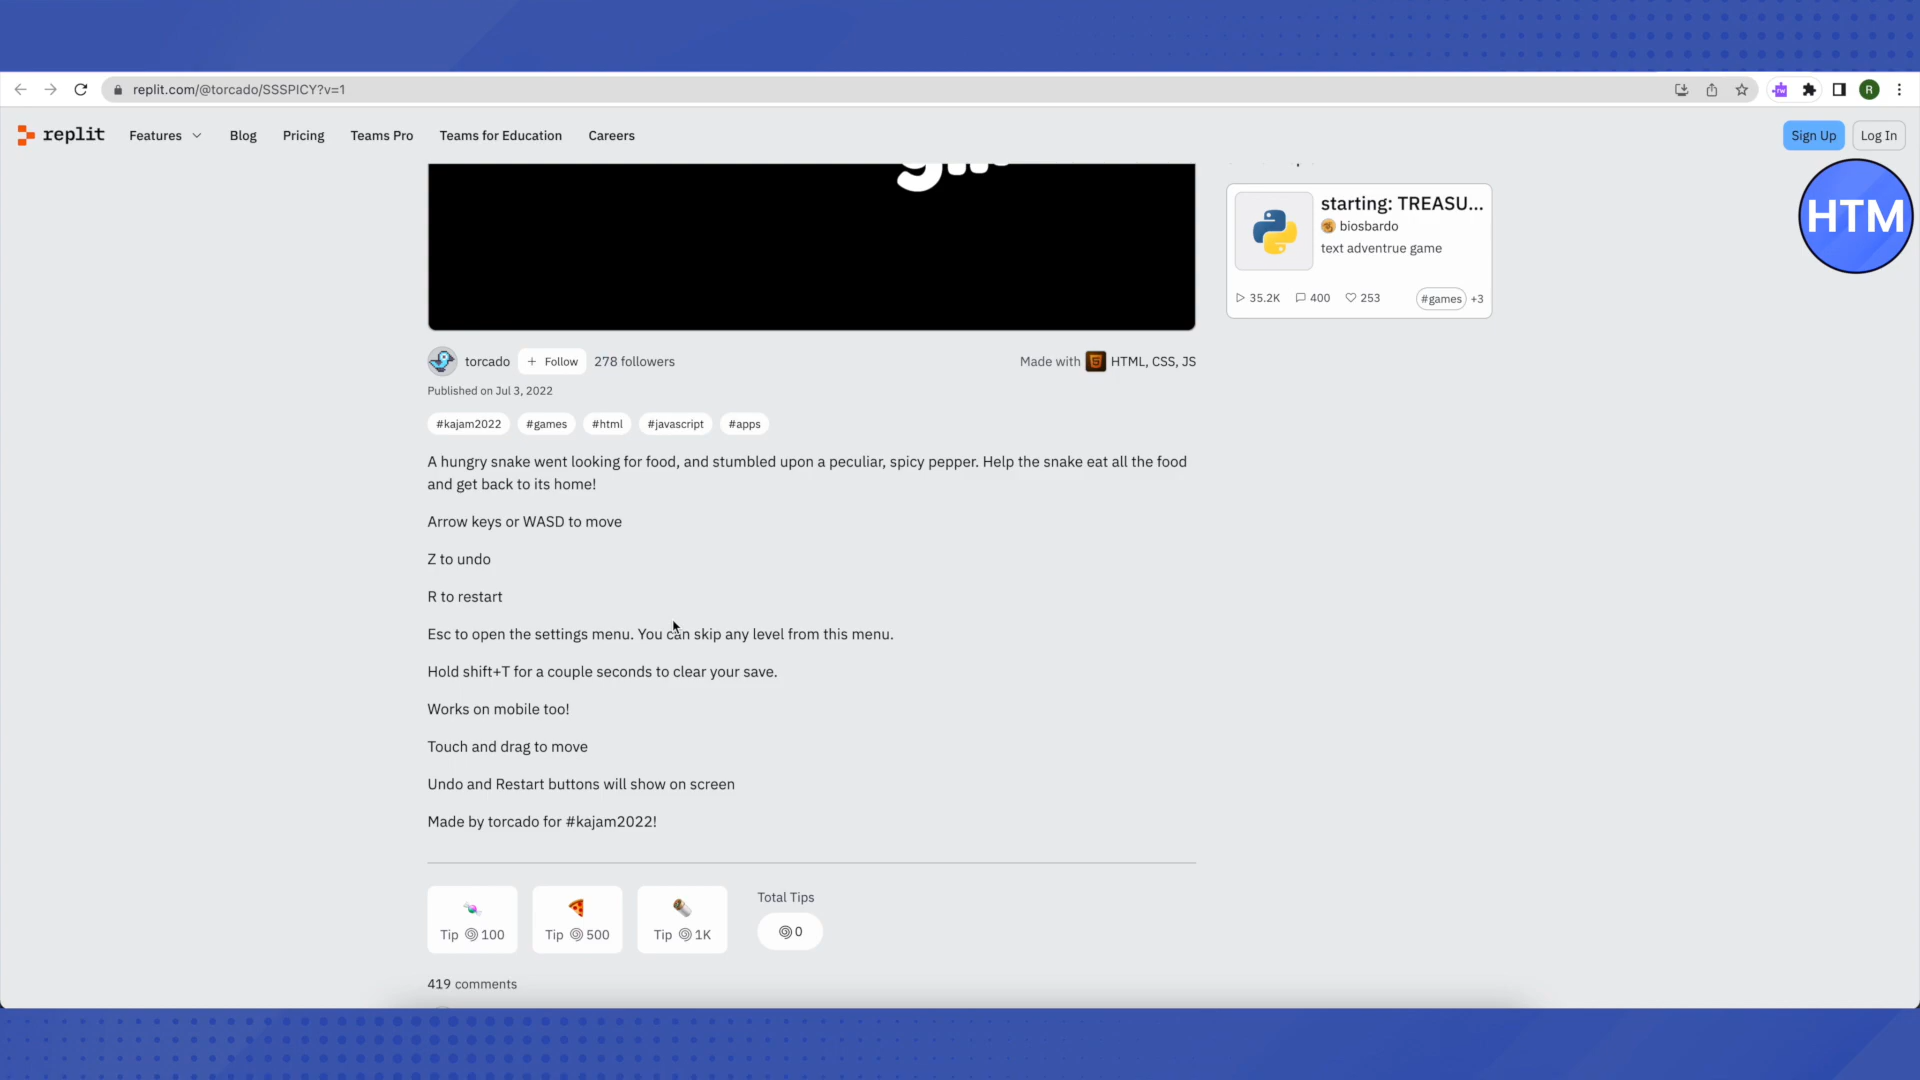 replit.com/@torcado/SSSPICY?v=1
rw
R
replit
Features
Blog
Pricing
Teams Pro
Teams for Education
Careers
Sign Up
Log In
HTM
starting: TREASU...
biosbardo
text adventrue game
35.2K
400
253
#games
+3
torcado
+ Follow
278 followers
Made with
HTML, CSS, JS
Published on Jul 3, 2022
#kajam2022
#games
#html
#javascript
#apps
A hungry snake went looking for food, and stumbled upon a peculiar, spicy pepper. Help the snake eat all the food
and get back to its home!
Arrow keys or WASD to move
Z to undo
R to restart
Esc to open the settings menu. You can skip any level from this menu.
Hold shift+T for a couple seconds to clear your save.
Works on mobile too!
Touch and drag to move
Undo and Restart buttons will show on screen
Made by torcado for #kajam2022!
Tip 100
Tip 500
Tip 1K
Total Tips
0
419 comments